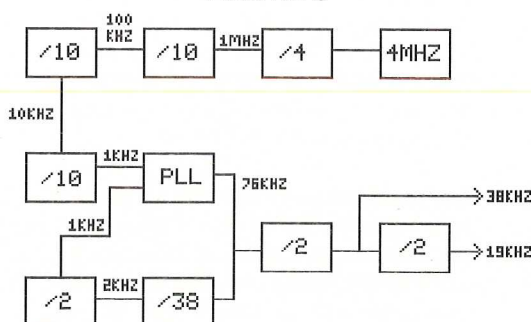 100
KHZ
/10
/10
1MHZ
/4
4MHZ
10KHZ
/10
1KHZ
PLL
76KHZ
1KHZ
/2
/2
38KHZ
19KHZ
/2
2KHZ
/38